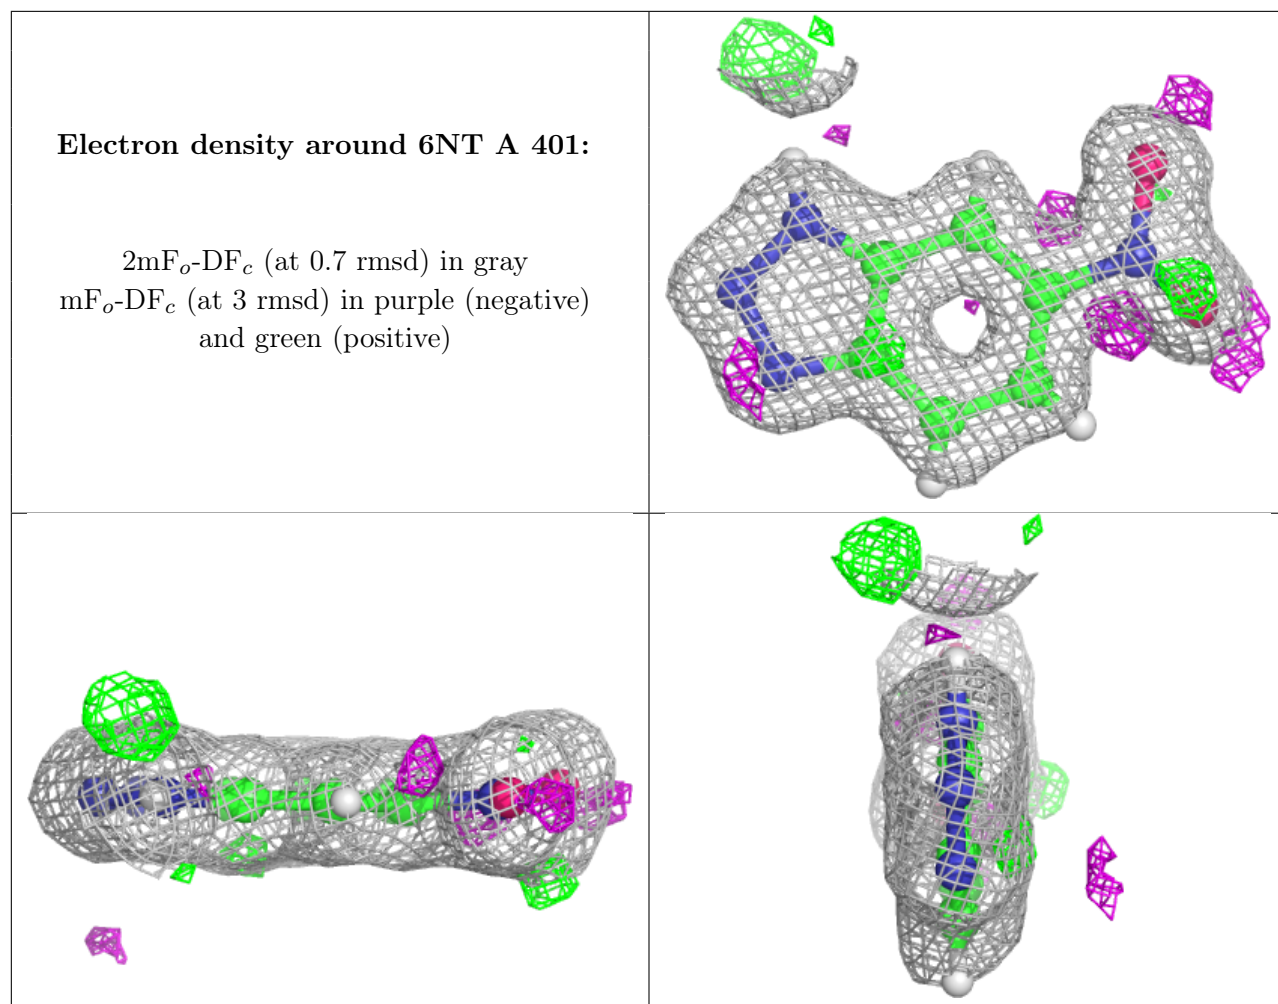 Electron density around 6NT A 401:
2mFo-DFc (at 0.7 rmsd) in gray
mFo-DFc (at 3 rmsd) in purple (negative)
and green (positive)